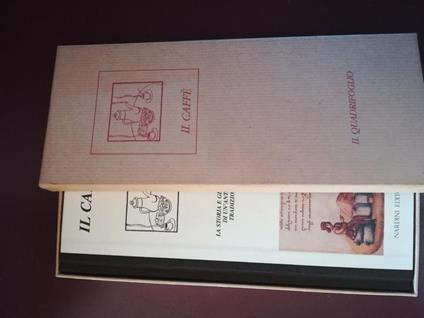 IL CAFFÈ
IL QUADRIFOGLIO
IL CA
LA STORIA E GL
DI UN'ANT
TRADIZIO
NARDINI EDIT